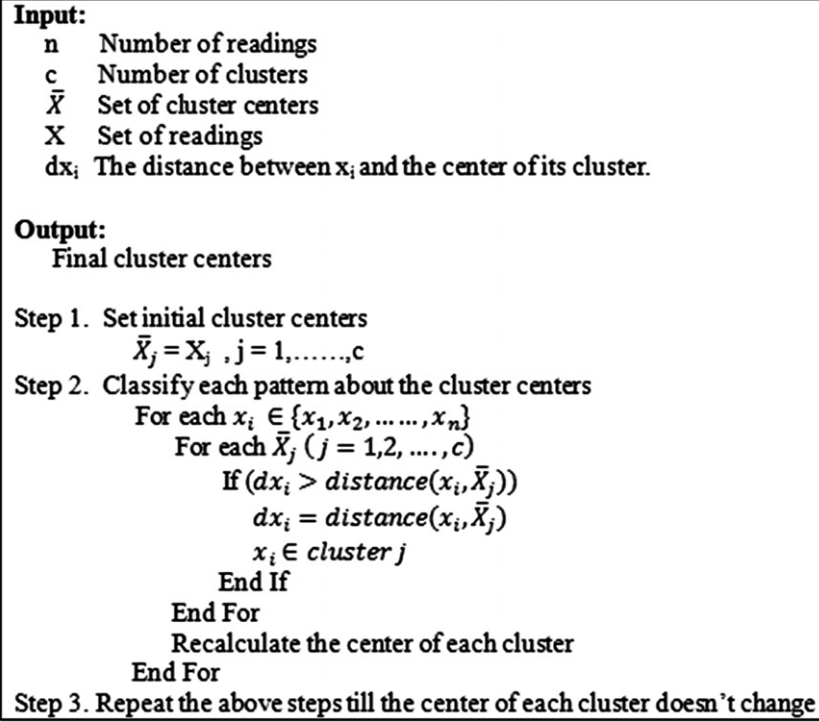 Input:
n Number of readings
c Number of clusters
X̄ Set of cluster centers
X Set of readings
dxᵢ The distance between xᵢ and the center of its cluster.
Output:
Final cluster centers
Step 1. Set initial cluster centers
X̄ⱼ = Xⱼ , j = 1,......,c
Step 2. Classify each pattern about the cluster centers
For each xᵢ ∈ {x₁, x₂, ... ... , xₙ}
For each X̄ⱼ (j = 1,2, .... , c)
If (dxᵢ > distance(xᵢ, X̄ⱼ))
dxᵢ = distance(xᵢ, X̄ⱼ)
xᵢ ∈ cluster j
End If
End For
Recalculate the center of each cluster
End For
Step 3. Repeat the above steps till the center of each cluster doesn't change